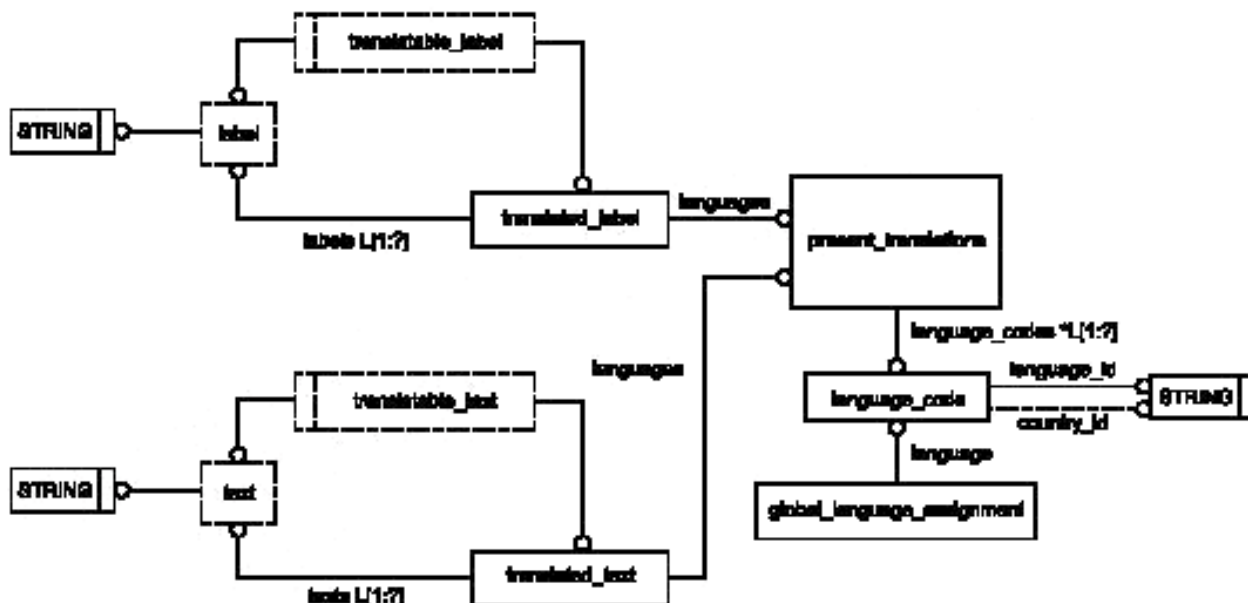 translatable_label
STRING
label
translated_label
languages
labels L[1:?]
present_translations
language_codes *L[1:?]
languages
translatable_text
language_id
language_code
STRING
country_id
language
STRING
text
global_language_assignment
translated_text
texts L[1:?]